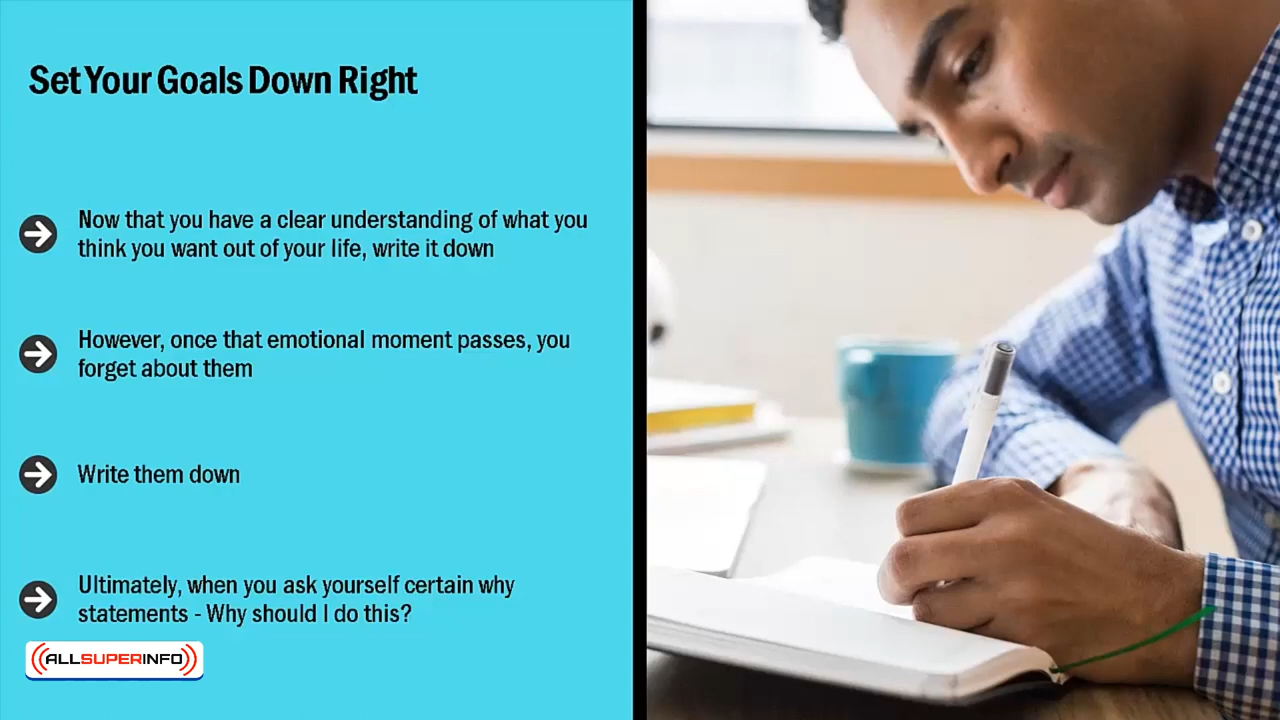 Set Your Goals Down Right
Now that you have a clear understanding of what you
think you want out of your life, write it down
However, once that emotional moment passes, you
forget about them
Write them down
Ultimately, when you ask yourself certain why
statements - Why should I do this?
ALLSUPERINFO